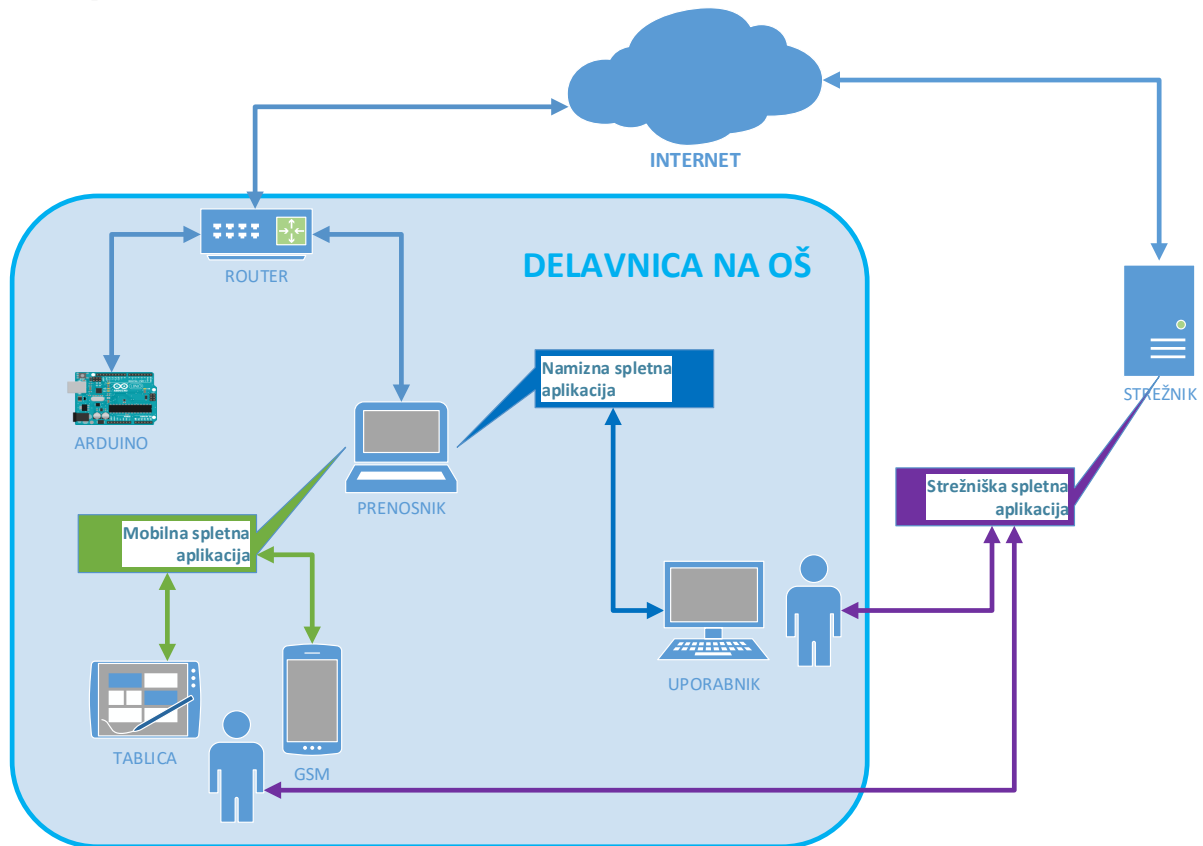 INTERNET
DELAVNICA NA OŠ
ROUTER
Namizna spletna
aplikacija
STREŽNIK
ARDUINO
PRENOSNIK
Strežniška spletna
aplikacija
Mobilna spletna
aplikacija
UPORABNIK
TABLICA
GSM